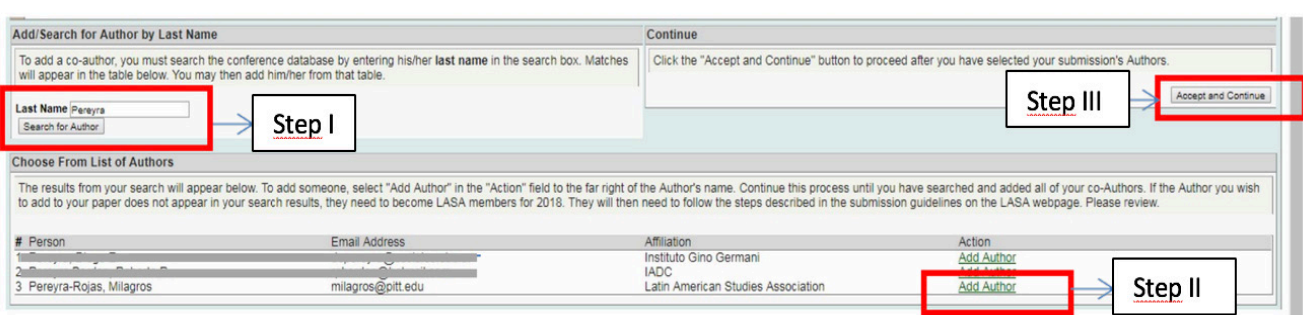 Add/Search for Author by Last Name
To add a co-author, you must search the conference database by entering his/her last name in the search box. Matches
will appear in the table below. You may then add him/her from that table.
Last Name Pereyra
Search for Author
Step I
Continue
Click the "Accept and Continue" button to proceed after you have selected your submission's Authors.
Step III
Accept and Continue
Choose From List of Authors
The results from your search will appear below. To add someone, select "Add Author" in the "Action" field to the far right of the Author's name. Continue this process until you have searched and added all of your co-Authors. If the Author you wish
to add to your paper does not appear in your search results, they need to become LASA members for 2018. They will then need to follow the steps described in the submission guidelines on the LASA webpage. Please review.
# Person Email Address Affiliation Action
1 Instituto Gino Germani Add Author
2 IADC Add Author
3 Pereyra-Rojas, Milagros milagros@pitt.edu Latin American Studies Association Add Author
Step II